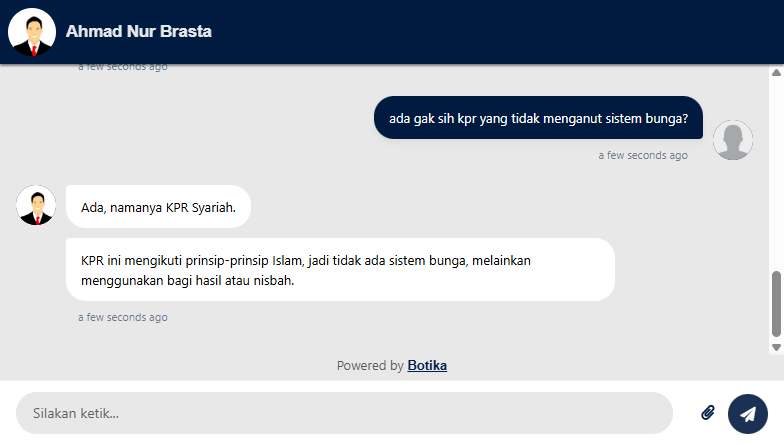 Ahmad Nur Brasta
a few seconds ago
ada gak sih kpr yang tidak menganut sistem bunga?
a few seconds ago
Ada, namanya KPR Syariah.
KPR ini mengikuti prinsip-prinsip Islam, jadi tidak ada sistem bunga, melainkan
menggunakan bagi hasil atau nisbah.
a few seconds ago
Powered by Botika
Silakan ketik...